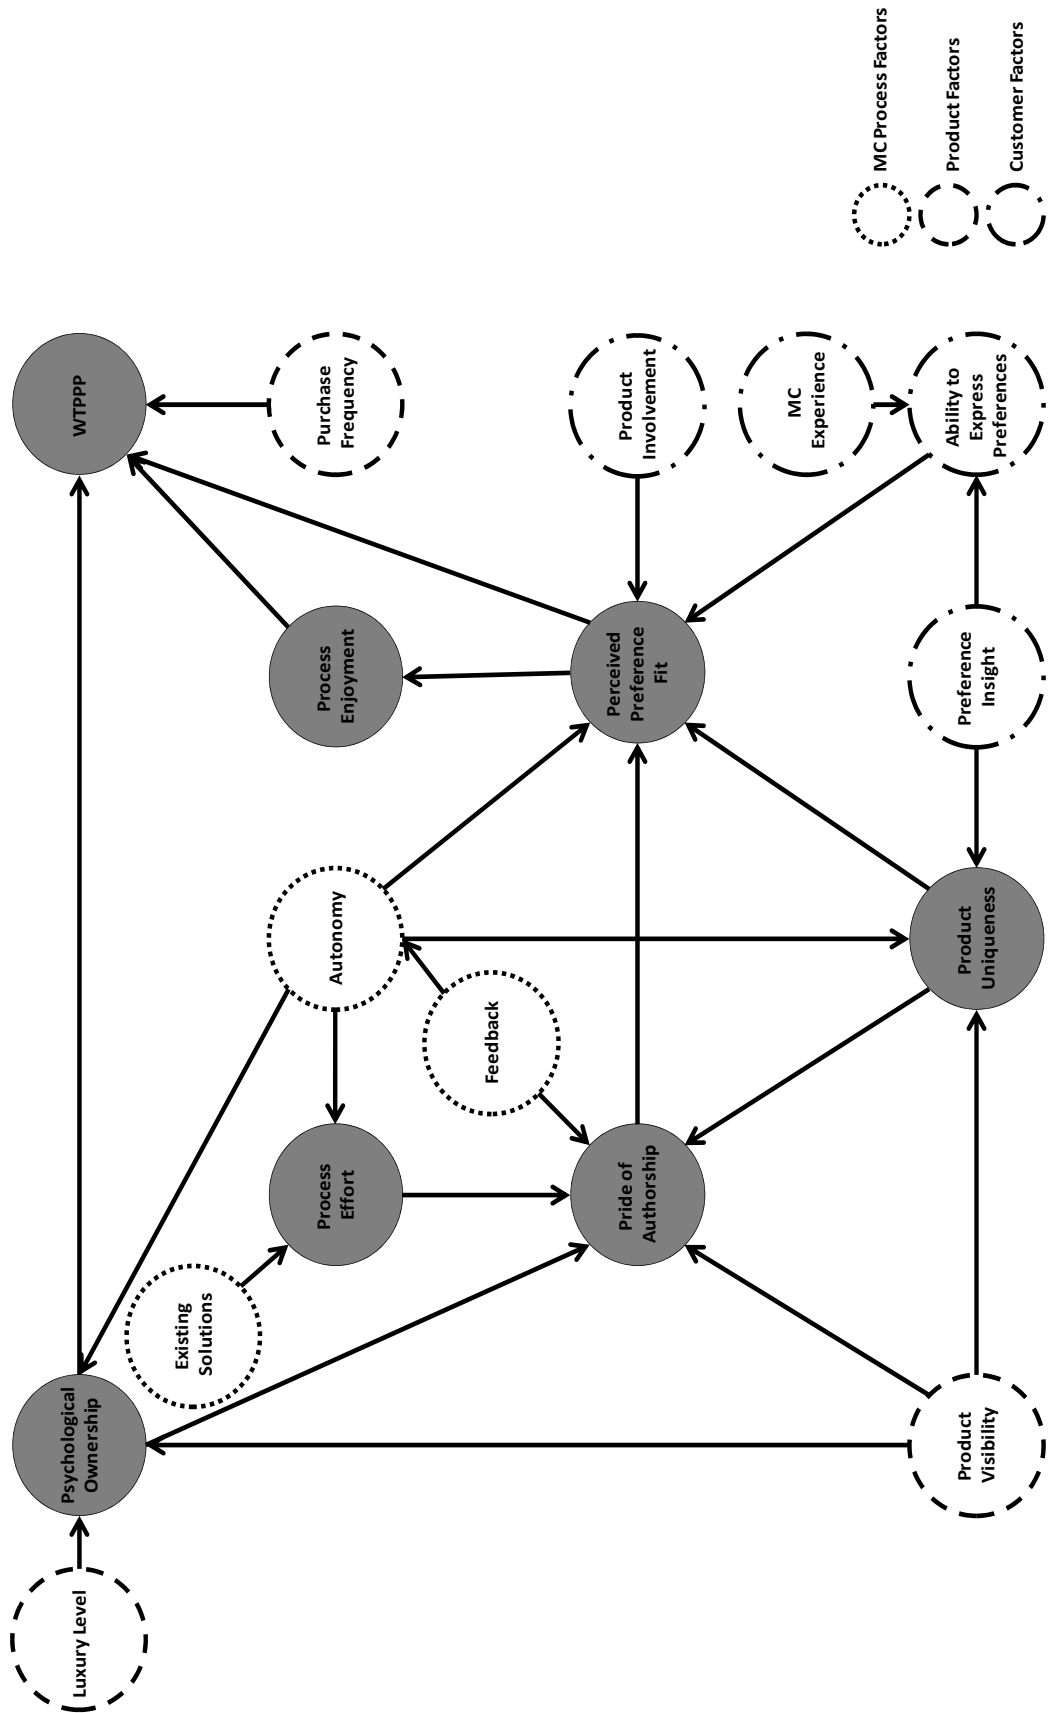 Luxury Level
Psychological
Ownership
WTPPP
Existing
Solutions
Process
Effort
Autonomy
Process
Enjoyment
Purchase
Frequency
Feedback
Pride of
Authorship
Perceived
Preference
Fit
Product
Involvement
MC
Experience
Product
Visibility
Product
Uniqueness
Preference
Insight
Ability to
Express
Preferences
MC Process Factors
Product Factors
Customer Factors